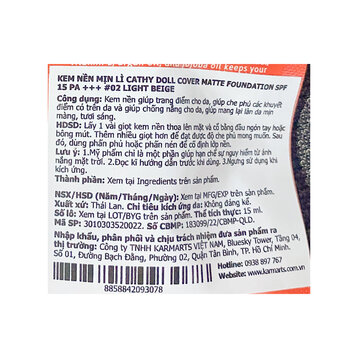 jojoba oil keeps your
KEM NỀN MỊN LÌ CATHY DOLL COVER MATTE FOUNDATION SPF
15 PA +++ #02 LIGHT BEIGE
Công dụng: Kem nền giúp trang điểm cho da, giúp che phủ các khuyết
điểm có trên da và giúp chống nắng cho da, giúp mang lại làn da mịn
màng, tươi sáng.
HDSD: Lấy 1 vài giọt kem nền thoa lên mặt và cổ bằng đầu ngón tay hoặc
bông mút. Thêm nhiều giọt hơn để đạt được độ che phủ mong muốn. Sau
đó, dùng phấn phủ hoặc phấn nén để cố định lớp nền.
Lưu ý: 1.Mỹ phẩm chỉ là một phần giúp hạn chế sự nguy hiểm từ ánh
nắng mặt trời. 2.Đọc kĩ hướng dẫn trước khi dùng. Ngưng sử dụng khi
kích ứng.
Thành phần: Xem tại Ingredients trên sản phẩm.
NSX/HSD (Năm/Tháng/Ngày): Xem tại MFG/EXP trên sản phẩm.
Xuất xứ: Thái Lan. Chỉ tiêu kích ứng da: Không đáng kể.
Số lô: Xem tại LOT/BYG trên sản phẩm. Thể tích thực: 15 ml.
Mã SP: 3010303520022. Số CBMP: 183099/22/CBMP-QLD.
Nhập khẩu, phân phối và chịu trách nhiệm đưa sản phẩm ra
thị trường: Công ty TNHH KARMARTS VIỆT NAM, Bluesky Tower, Tầng 04,
Số 01, Đường Bạch Đằng, Phường 02, Quận Tân Bình, TP. Hồ Chí Minh.
Hotline: 0938 897 767
Website: www.karmarts.com.vn
8858842093078